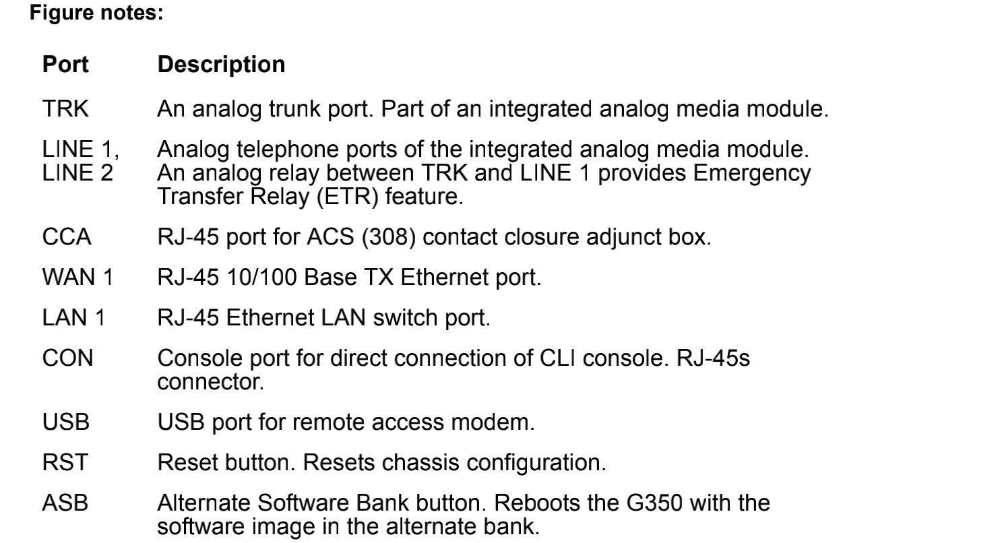 Figure notes:
Port Description
TRK An analog trunk port. Part of an integrated analog media module.
LINE 1, Analog telephone ports of the integrated analog media module.
LINE 2 An analog relay between TRK and LINE 1 provides Emergency
Transfer Relay (ETR) feature.
CCA RJ-45 port for ACS (308) contact closure adjunct box.
WAN 1 RJ-45 10/100 Base TX Ethernet port.
LAN 1 RJ-45 Ethernet LAN switch port.
CON Console port for direct connection of CLI console. RJ-45s
connector.
USB USB port for remote access modem.
RST Reset button. Resets chassis configuration.
ASB Alternate Software Bank button. Reboots the G350 with the
software image in the alternate bank.